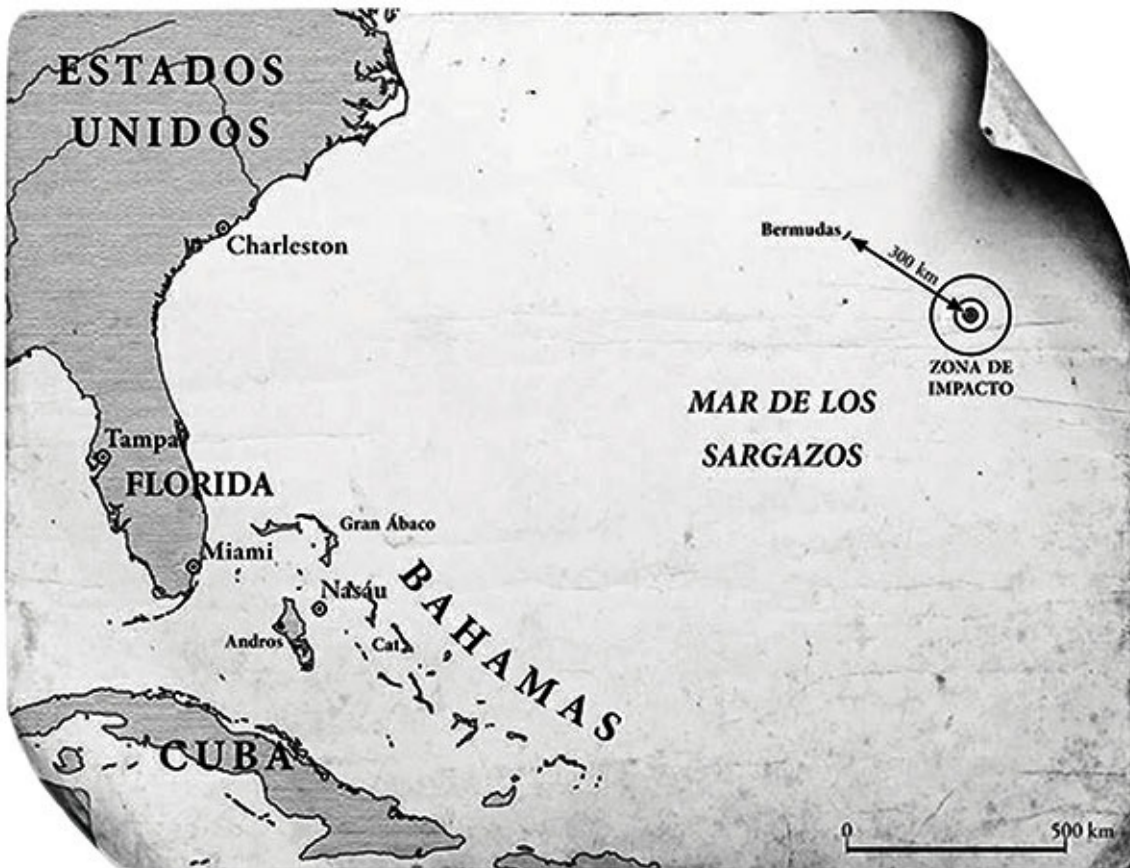 ESTADOS
UNIDOS
Charleston
Bermudas
300 km
ZONA DE
IMPACTO
MAR DE LOS
SARGAZOS
Tampa
FLORIDA
Gran Ábaco
Miami
BAHAMAS
Nasáu
Andros
Cat
CUBA
0 500 km